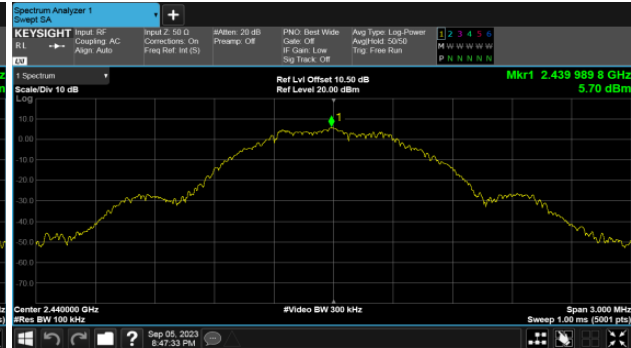 Spectrum Analyzer 1
Swept SA
+
KEYSIGHT Input: RF Input Z: 50 Ω #Atten: 20 dB PNO: Best Wide Avg Type: Log-Power 1 2 3 4 5 6
RL Coupling: AC Corrections: On Preamp: Off Gate: Off Avg|Hold: 50/50 M W W W W W
Align: Auto Freq Ref: Int (S) IF Gain: Low Trig: Free Run
Sig Track: Off P N N N N N
LV
1 Spectrum Ref Lvl Offset 10.50 dB Mkr1 2.439 989 8 GHz
Scale/Div 10 dB Ref Level 20.00 dBm 5.70 dBm
Log
1
10.0
0.00
-10.0
-20.0
-30.0
-40.0
-50.0
-60.0
-70.0
Center 2.440000 GHz #Video BW 300 kHz Span 3.000 MHz
#Res BW 100 kHz Sweep 1.00 ms (5001 pts)
? Sep 05, 2023
8:47:33 PM